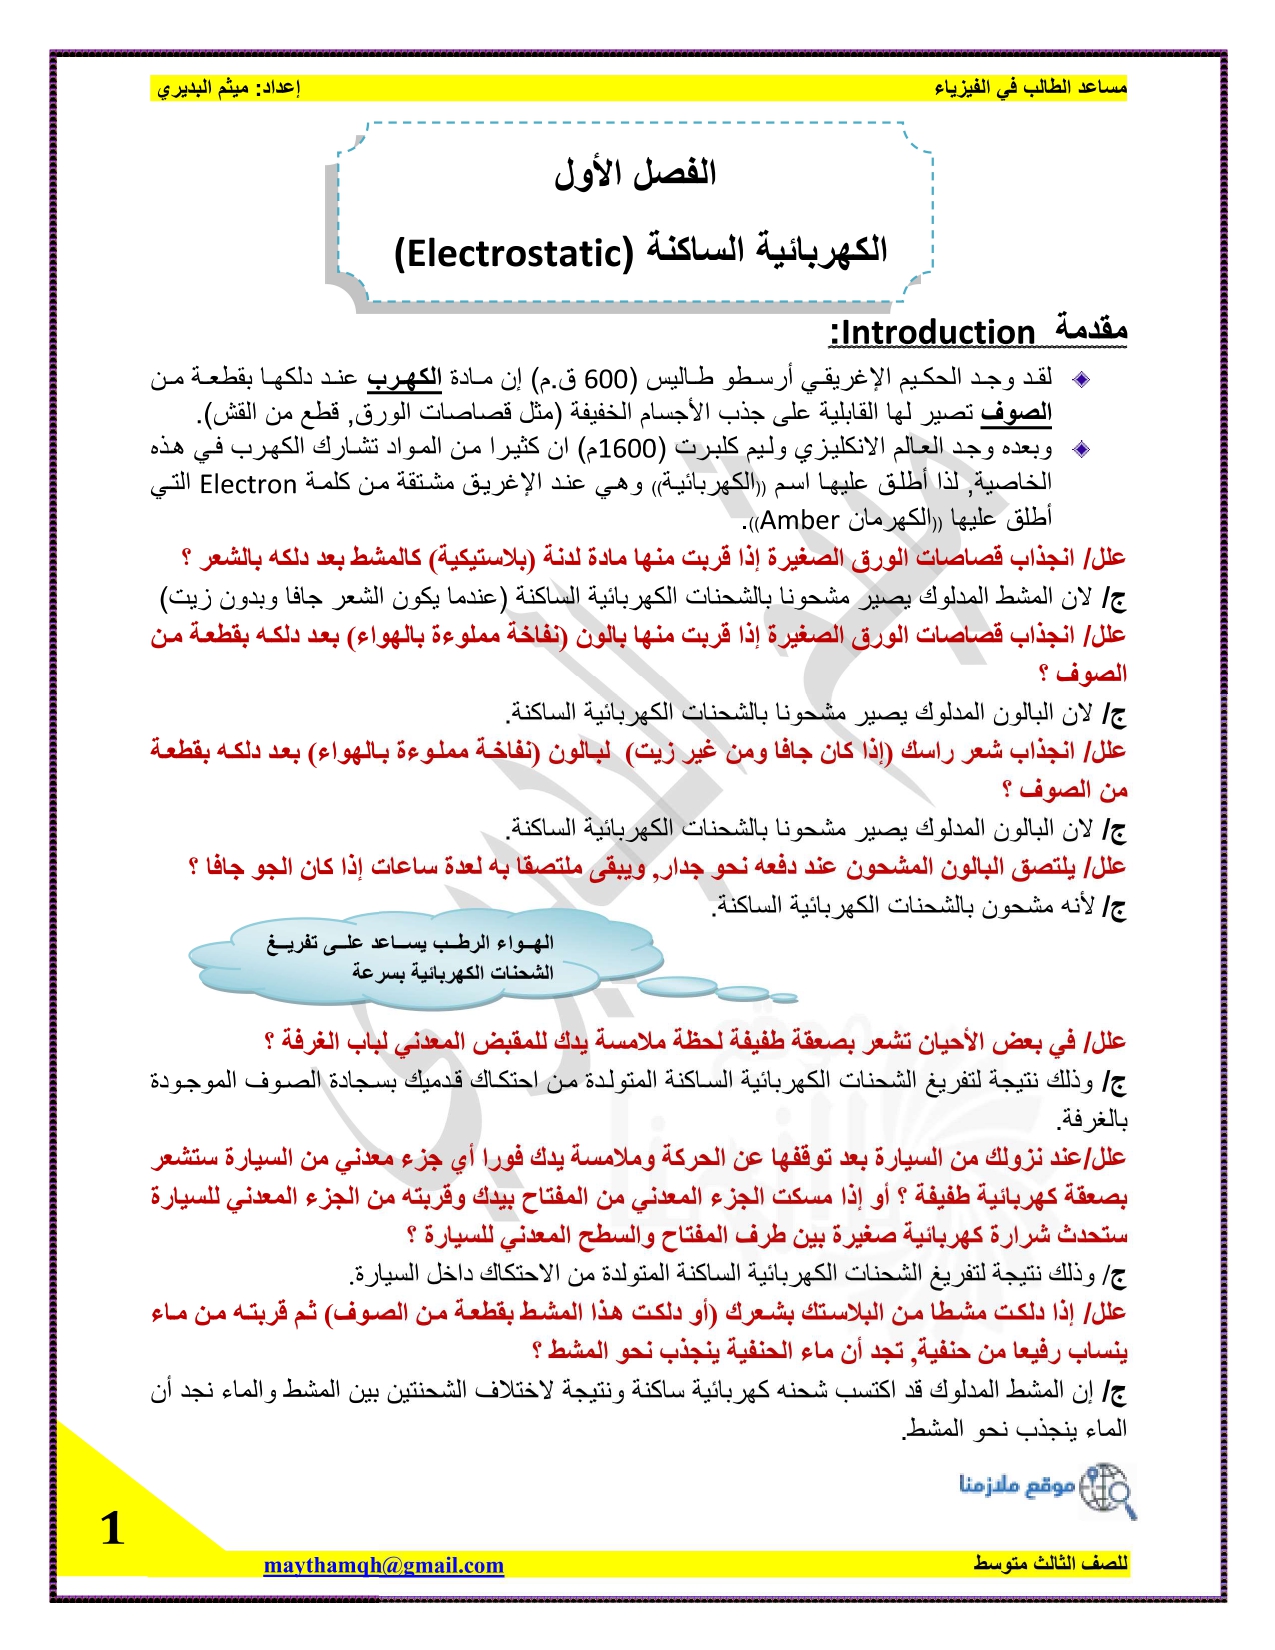 مساعد الطالب في الفيزياء إعداد: ميثم البديري
الفصل الأول
الكهربائية الساكنة (Electrostatic)
مقدمة Introduction:
لقد وجد الحكيم الإغريقي أرسطو طاليس (600 ق.م) إن مادة الكهرب عند دلكها بقطعة من
الصوف تصير لها القابلية على جذب الأجسام الخفيفة (مثل قصاصات الورق, قطع من القش).
وبعده وجد العالم الانكليزي وليم كلبرت (1600م) ان كثيرا من المواد تشارك الكهرب في هذه
الخاصية, لذا أطلق عليها اسم ((الكهربائية)) وهي عند الإغريق مشتقة من كلمة Electron التي
أطلق عليها ((الكهرمان Amber)).
علل/ انجذاب قصاصات الورق الصغيرة إذا قربت منها مادة لدنة (بلاستيكية) كالمشط بعد دلكه بالشعر ؟
ج/ لان المشط المدلوك يصير مشحونا بالشحنات الكهربائية الساكنة (عندما يكون الشعر جافا وبدون زيت)
علل/ انجذاب قصاصات الورق الصغيرة إذا قربت منها بالون (نفاخة مملوءة بالهواء) بعد دلكه بقطعة من
الصوف ؟
ج/ لان البالون المدلوك يصير مشحونا بالشحنات الكهربائية الساكنة.
علل/ انجذاب شعر راسك (إذا كان جافا ومن غير زيت) لبالون (نفاخة مملوءة بالهواء) بعد دلكه بقطعة
من الصوف ؟
ج/ لان البالون المدلوك يصير مشحونا بالشحنات الكهربائية الساكنة.
علل/ يلتصق البالون المشحون عند دفعه نحو جدار, ويبقى ملتصقا به لعدة ساعات إذا كان الجو جافا ؟
ج/ لأنه مشحون بالشحنات الكهربائية الساكنة.
الهواء الرطب يساعد على تفريغ
الشحنات الكهربائية بسرعة
علل/ في بعض الأحيان تشعر بصعقة طفيفة لحظة ملامسة يدك للمقبض المعدني لباب الغرفة ؟
ج/ وذلك نتيجة لتفريغ الشحنات الكهربائية الساكنة المتولدة من احتكاك قدميك بسجادة الصوف الموجودة
بالغرفة.
علل/عند نزولك من السيارة بعد توقفها عن الحركة وملامسة يدك فورا أي جزء معدني من السيارة ستشعر
بصعقة كهربائية طفيفة ؟ أو إذا مسكت الجزء المعدني من المفتاح بيدك وقربته من الجزء المعدني للسيارة
ستحدث شرارة كهربائية صغيرة بين طرف المفتاح والسطح المعدني للسيارة ؟
ج/ وذلك نتيجة لتفريغ الشحنات الكهربائية الساكنة المتولدة من الاحتكاك داخل السيارة.
علل/ إذا دلكت مشطا من البلاستك بشعرك (أو دلكت هذا المشط بقطعة من الصوف) ثم قربته من ماء
ينساب رفيعا من حنفية, تجد أن ماء الحنفية ينجذب نحو المشط ؟
ج/ إن المشط المدلوك قد اكتسب شحنه كهربائية ساكنة ونتيجة لاختلاف الشحنتين بين المشط والماء نجد أن
الماء ينجذب نحو المشط.
موقع ملازمنا
1
للصف الثالث متوسط maythamqh@gmail.com